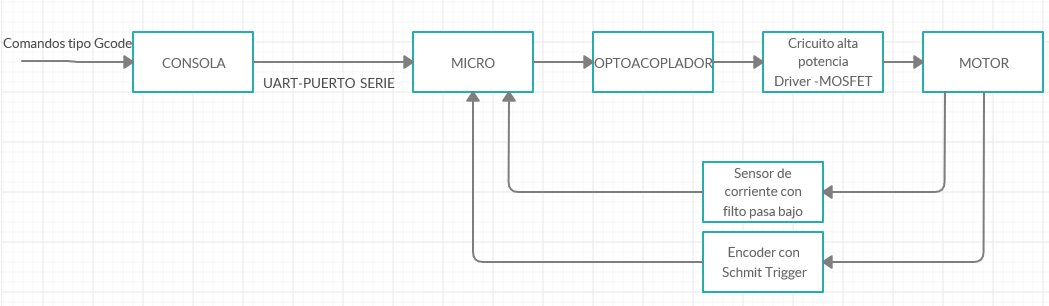 Comandos tipo Gcode
CONSOLA
UART-PUERTO SERIE
MICRO
OPTOACOPLADOR
Cricuito alta
potencia
Driver -MOSFET
MOTOR
Sensor de
corriente con
filto pasa bajo
Encoder con
Schmit Trigger